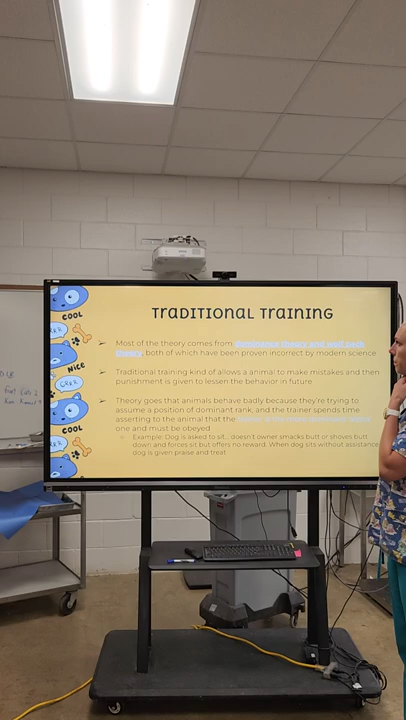 TRADITIONAL TRAINING
Most of the theory comes from dominance theory and wolf pack
theory, both of which have been proven incorrect by modern science
Traditional training kind of allows a animal to make mistakes and then
punishment is given to lessen the behavior in future
Theory goes that animals behave badly because they're trying to
assume a position of dominant rank, and the trainer spends time
asserting to the animal that the
one and must be obeyed
Example: Dog is asked to sit... doesn't owner smacks butt or shoves butt
down and forces sit but offers no reward. When dog sits without assistance
dog is given praise and treat
COOL
GRRR
NICE
GRRR
COOL